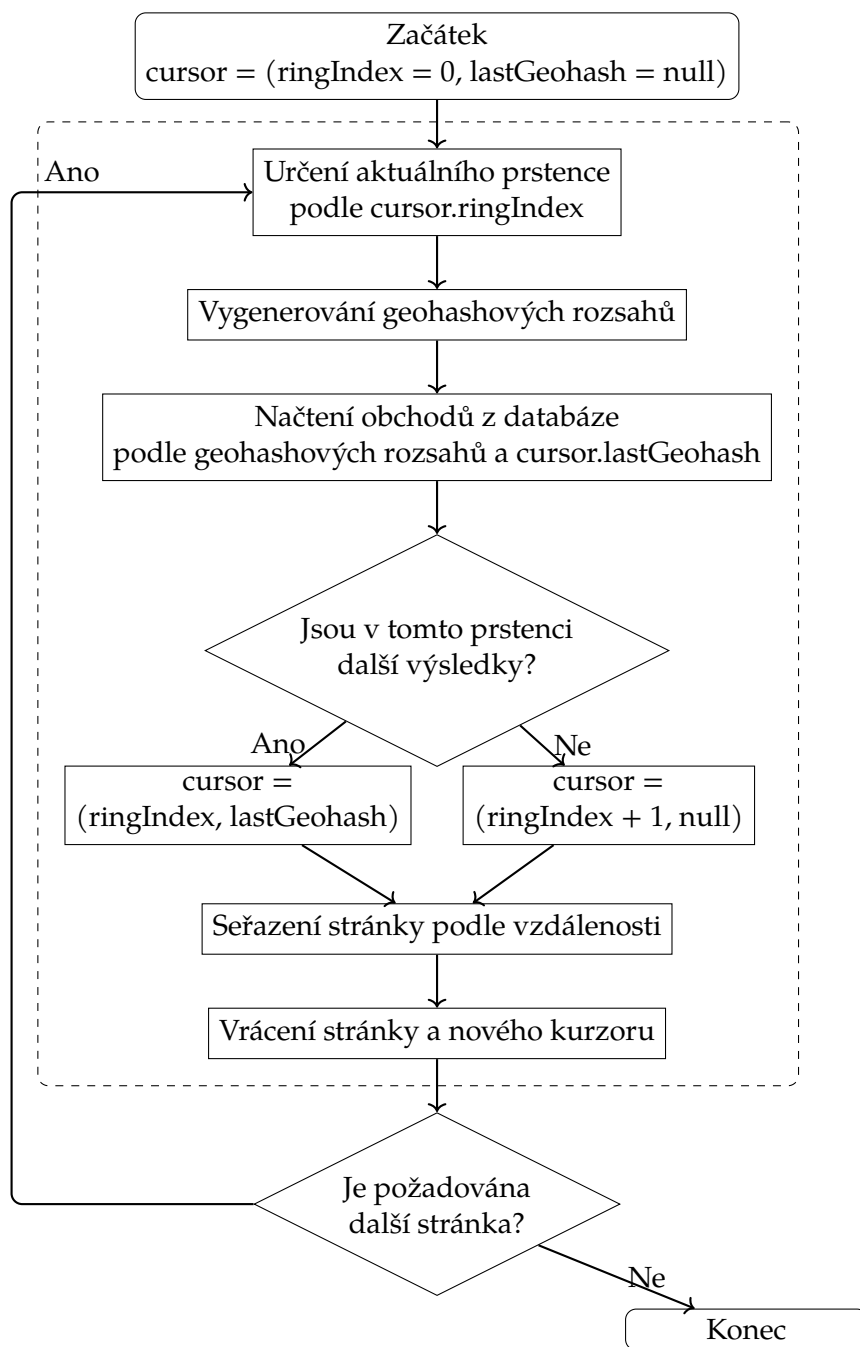 Začátek
cursor = (ringIndex = 0, lastGeohash = null)
Ano
Určení aktuálního prstence
podle cursor.ringIndex
Vygenerování geohashových rozsahů
Načtení obchodů z databáze
podle geohashových rozsahů a cursor.lastGeohash
Jsou v tomto prstenci
další výsledky?
Ano
Ne
cursor =
(ringIndex, lastGeohash)
cursor =
(ringIndex + 1, null)
Seřazení stránky podle vzdálenosti
Vrácení stránky a nového kurzoru
Je požadována
další stránka?
Ne
Konec